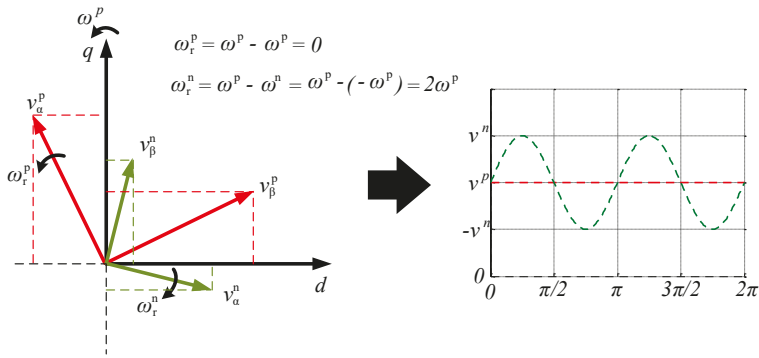 ω^p
q
ω_r^p = ω^p - ω^p = 0
ω_r^n = ω^p - ω^n = ω^p - (- ω^p) = 2ω^p
v_α^p
v_β^n
ω_r^p
v_β^p
d
ω_r^n
v_α^n
v^n
v^p
-v^n
0
0 π/2 π 3π/2 2π